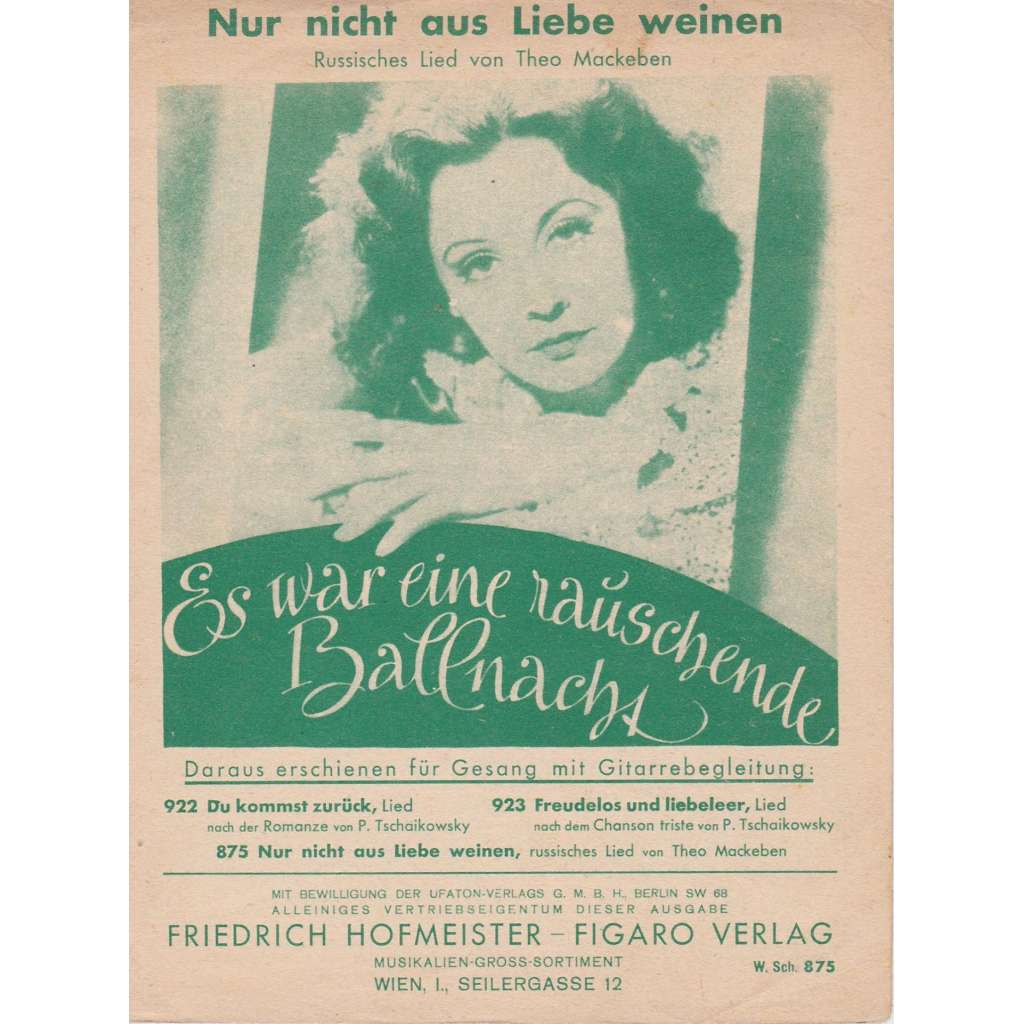 Nur nicht aus Liebe weinen
Russisches Lied von Theo Mackeben
Es war eine rauschende
Ballnacht
Daraus erschienen für Gesang mit Gitarrebegleitung:
922 Du kommst zurück, Lied
nach der Romanze von P. Tschaikowsky
923 Freudelos und liebeleer, Lied
nach dem Chanson triste von P. Tschaikowsky
875 Nur nicht aus Liebe weinen, russisches Lied von Theo Mackeben
MIT BEWILLIGUNG DER UFATON-VERLAGS G. M. B. H., BERLIN SW 68
ALLEINIGES VERTRIEBSEIGENTUM DIESER AUSGABE
FRIEDRICH HOFMEISTER – FIGARO VERLAG
MUSIKALIEN-GROSS-SORTIMENT
W. Sch. 875
WIEN, I., SEILERGASSE 12